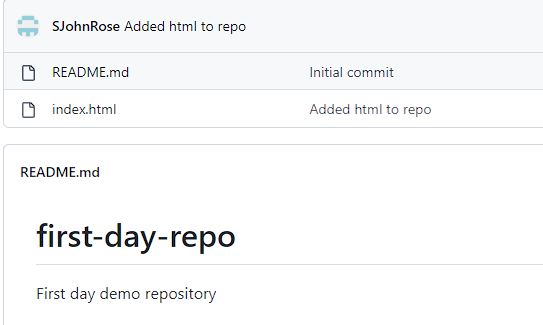 SJohnRose Added html to repo
README.md Initial commit
index.html Added html to repo
README.md
first-day-repo
First day demo repository